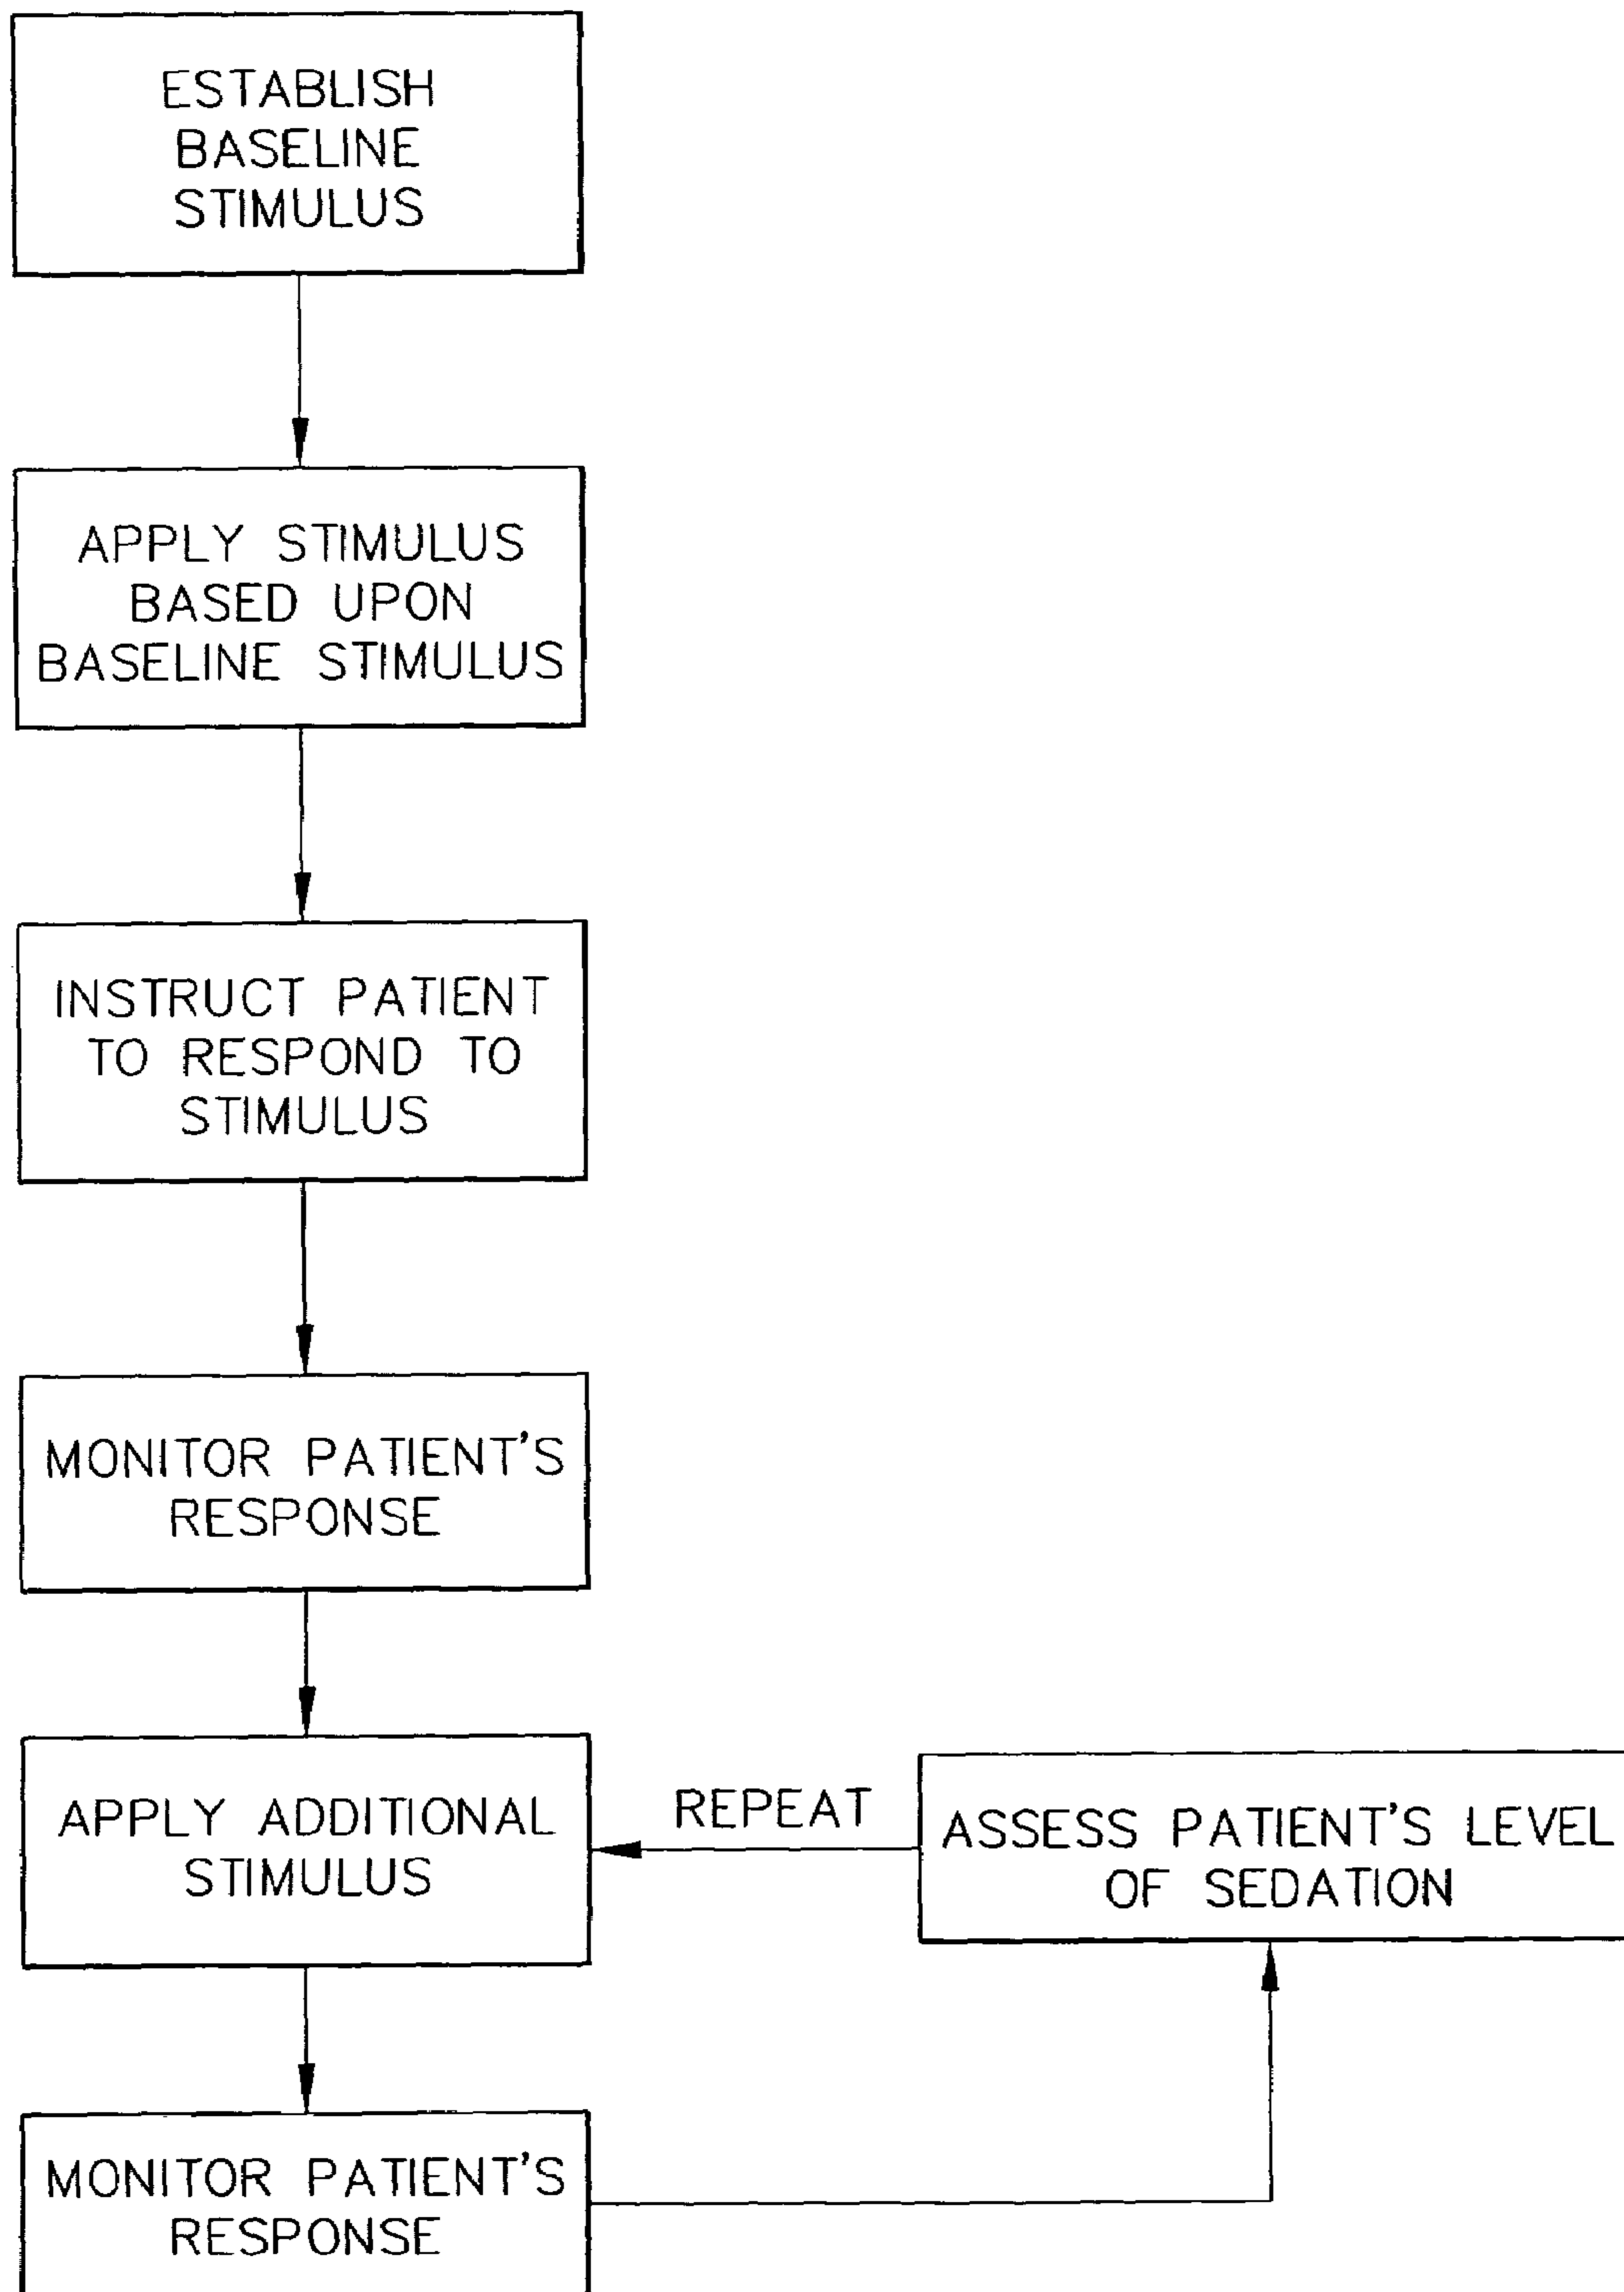 ESTABLISH
BASELINE
STIMULUS
APPLY STIMULUS
BASED UPON
BASELINE STIMULUS
INSTRUCT PATIENT
TO RESPOND TO
STIMULUS
MONITOR PATIENT'S
RESPONSE
APPLY ADDITIONAL
STIMULUS
REPEAT
ASSESS PATIENT'S LEVEL
OF SEDATION
MONITOR PATIENT'S
RESPONSE